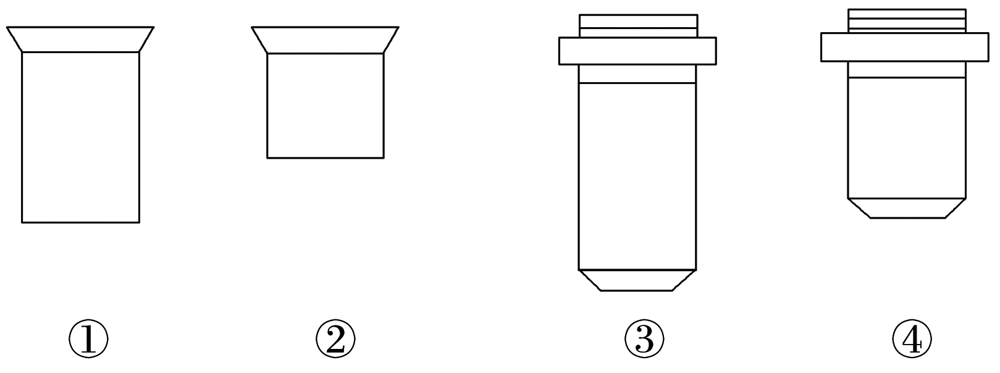 ① ② ③ ④